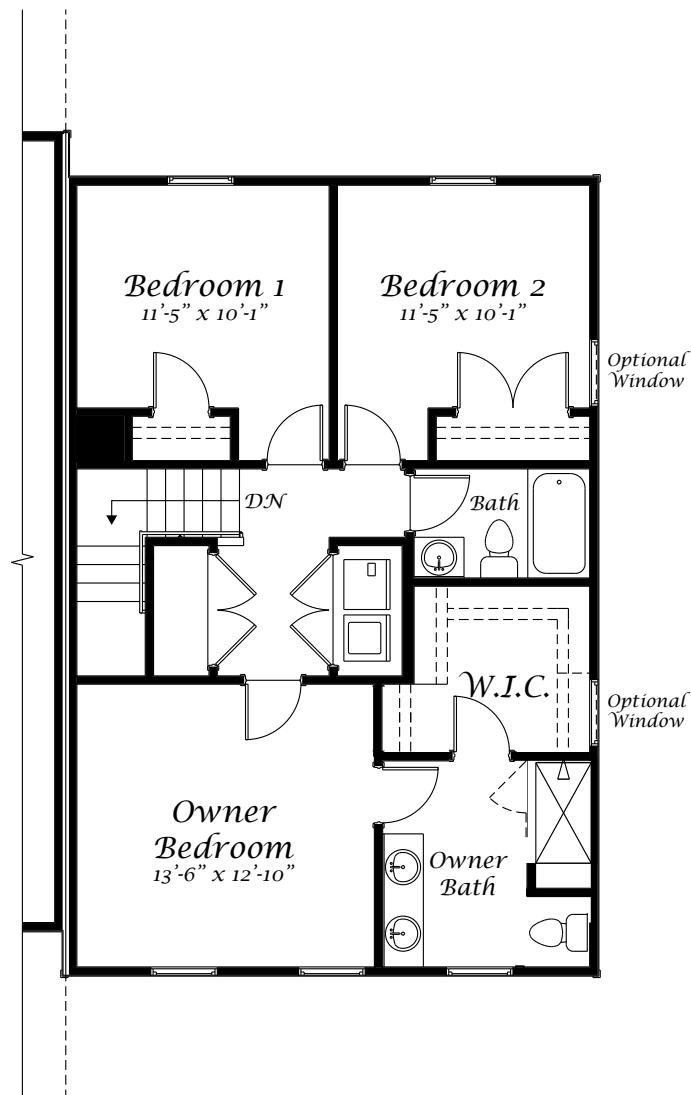 Bedroom 1
11'-5" x 10'-1"
Bedroom 2
11'-5" x 10'-1"
Optional
Window
DN
Bath
W.I.C.
Optional
Window
Owner
Bedroom
13'-6" x 12'-10"
Owner
Bath